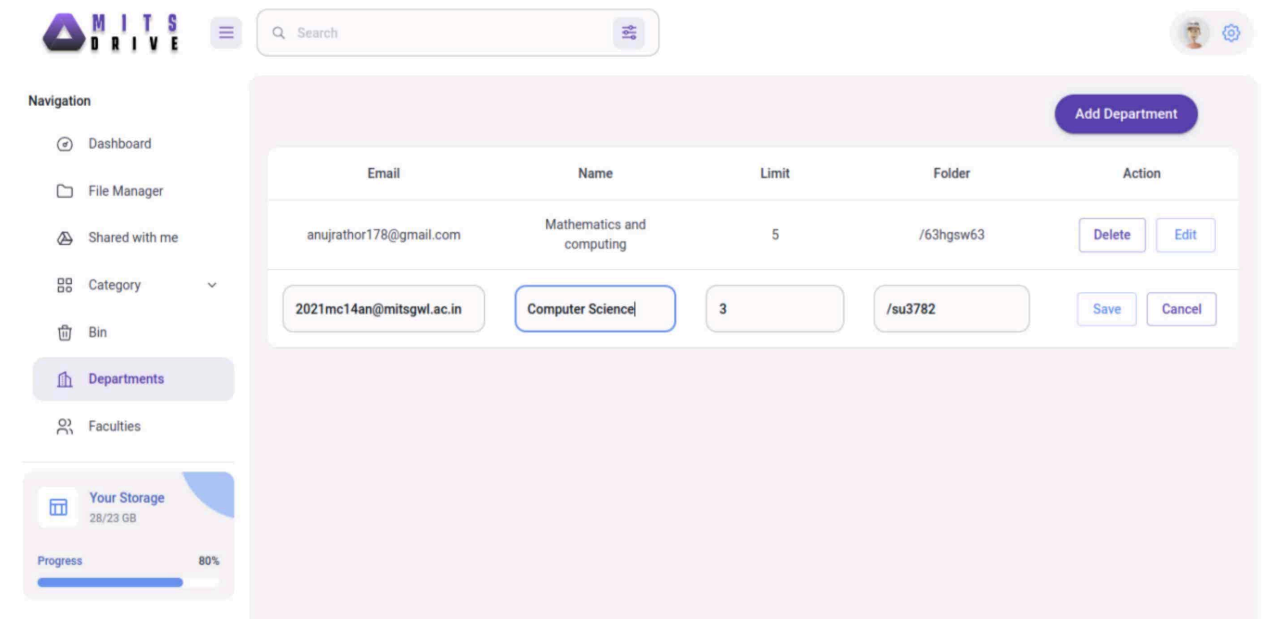 MITS
DRIVE
Search
Navigation
Dashboard
File Manager
Shared with me
Category
Bin
Departments
Faculties
Your Storage
28/23 GB
Progress 80%
Add Department
Email Name Limit Folder Action
anujrathor178@gmail.com Mathematics and computing 5 /63hgsw63 Delete Edit
2021mc14an@mitsgwl.ac.in Computer Science 3 /su3782 Save Cancel